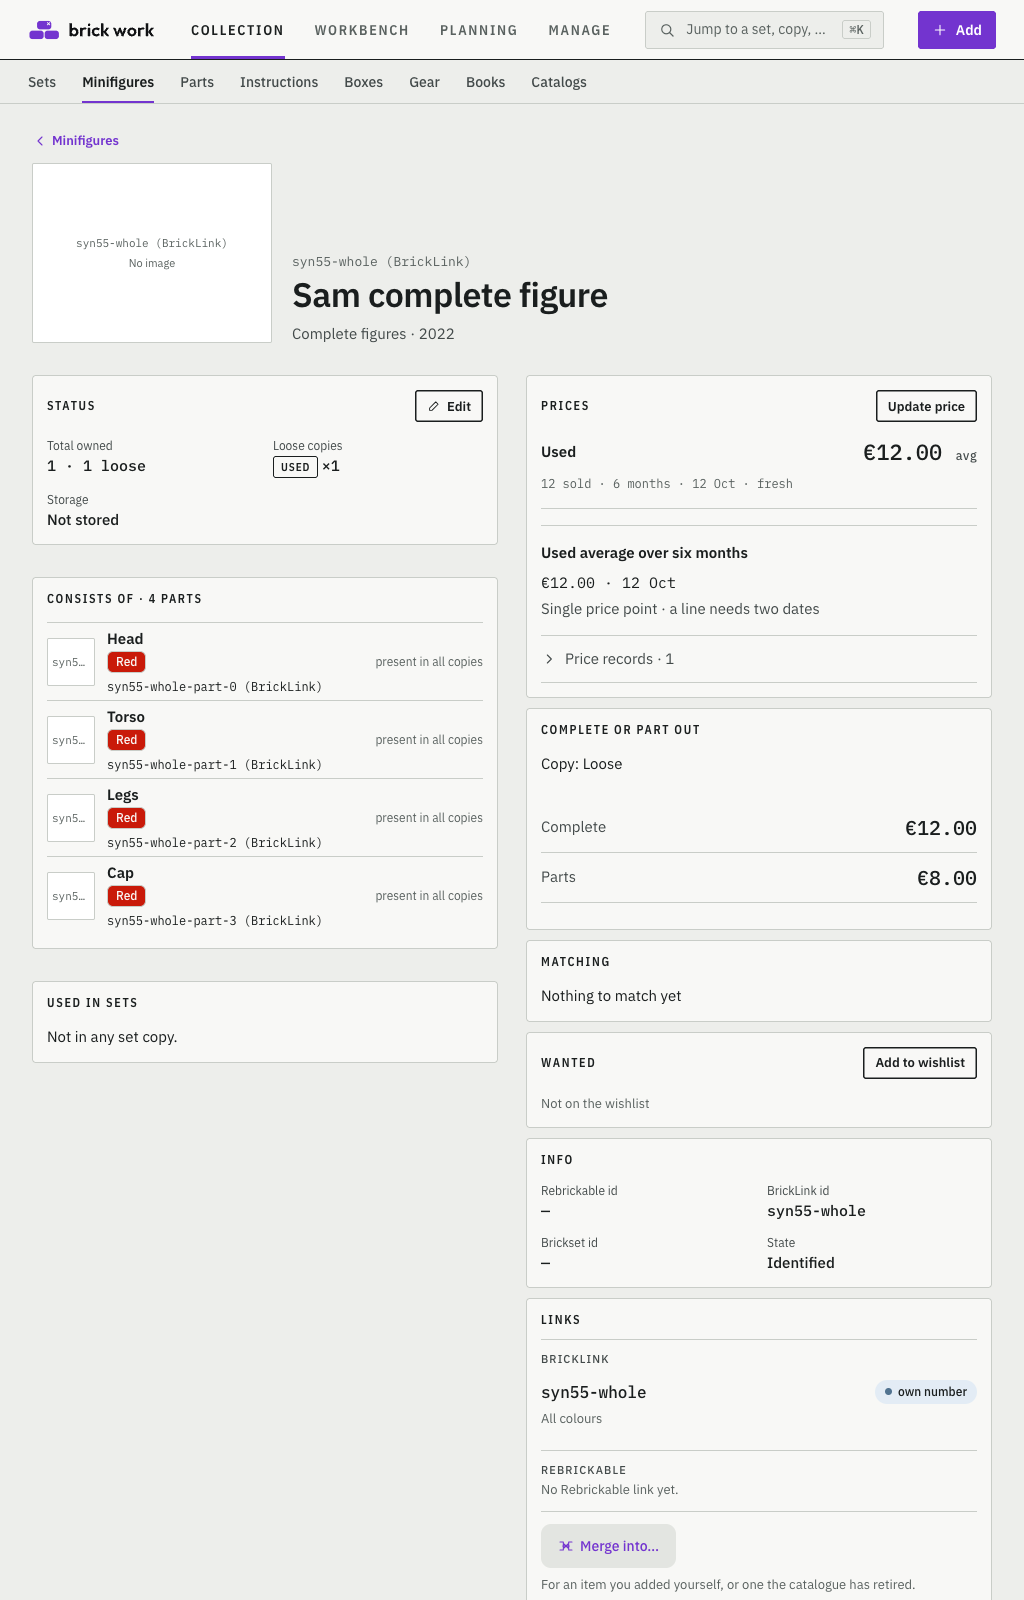 brick work
COLLECTION
WORKBENCH
PLANNING
MANAGE
Jump to a set, copy, ...
⌘K
+ Add
Sets
Minifigures
Parts
Instructions
Boxes
Gear
Books
Catalogs
Minifigures
syn55-whole (BrickLink)
No image
syn55-whole (BrickLink)
Sam complete figure
Complete figures · 2022
STATUS
Edit
Total owned
1 · 1 loose
Loose copies
USED ×1
Storage
Not stored
CONSISTS OF · 4 PARTS
syn5…
Head
Red
syn55-whole-part-0 (BrickLink)
present in all copies
syn5…
Torso
Red
syn55-whole-part-1 (BrickLink)
present in all copies
syn5…
Legs
Red
syn55-whole-part-2 (BrickLink)
present in all copies
syn5…
Cap
Red
syn55-whole-part-3 (BrickLink)
present in all copies
USED IN SETS
Not in any set copy.
PRICES
Update price
Used
€12.00 avg
12 sold · 6 months · 12 Oct · fresh
Used average over six months
€12.00 · 12 Oct
Single price point · a line needs two dates
Price records · 1
COMPLETE OR PART OUT
Copy: Loose
Complete
€12.00
Parts
€8.00
MATCHING
Nothing to match yet
WANTED
Add to wishlist
Not on the wishlist
INFO
Rebrickable id
—
BrickLink id
syn55-whole
Brickset id
—
State
Identified
LINKS
BRICKLINK
syn55-whole
own number
All colours
REBRICKABLE
No Rebrickable link yet.
Merge into…
For an item you added yourself, or one the catalogue has retired.